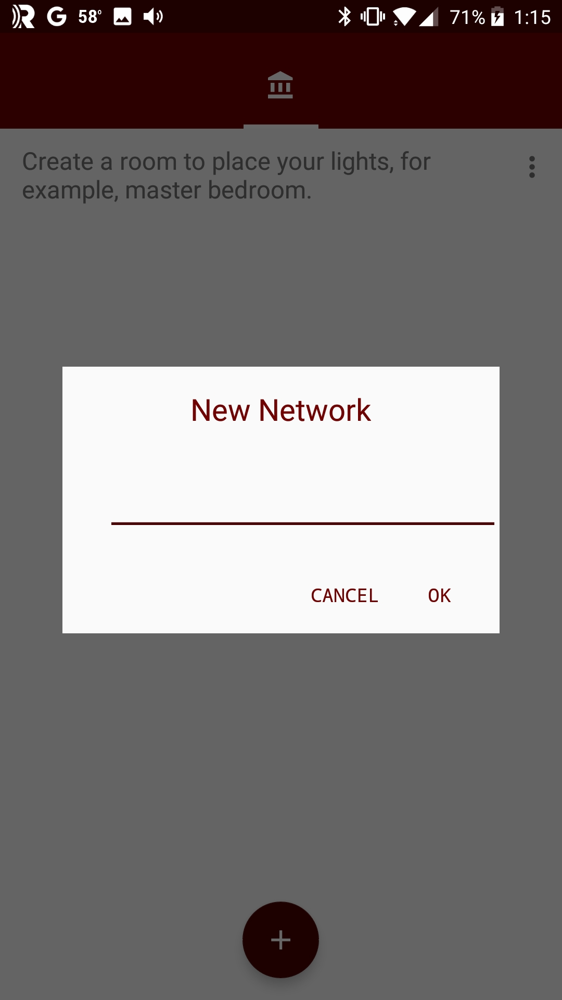 58° 71% 1:15
Create a room to place your lights, for
example, master bedroom.
New Network
CANCEL OK